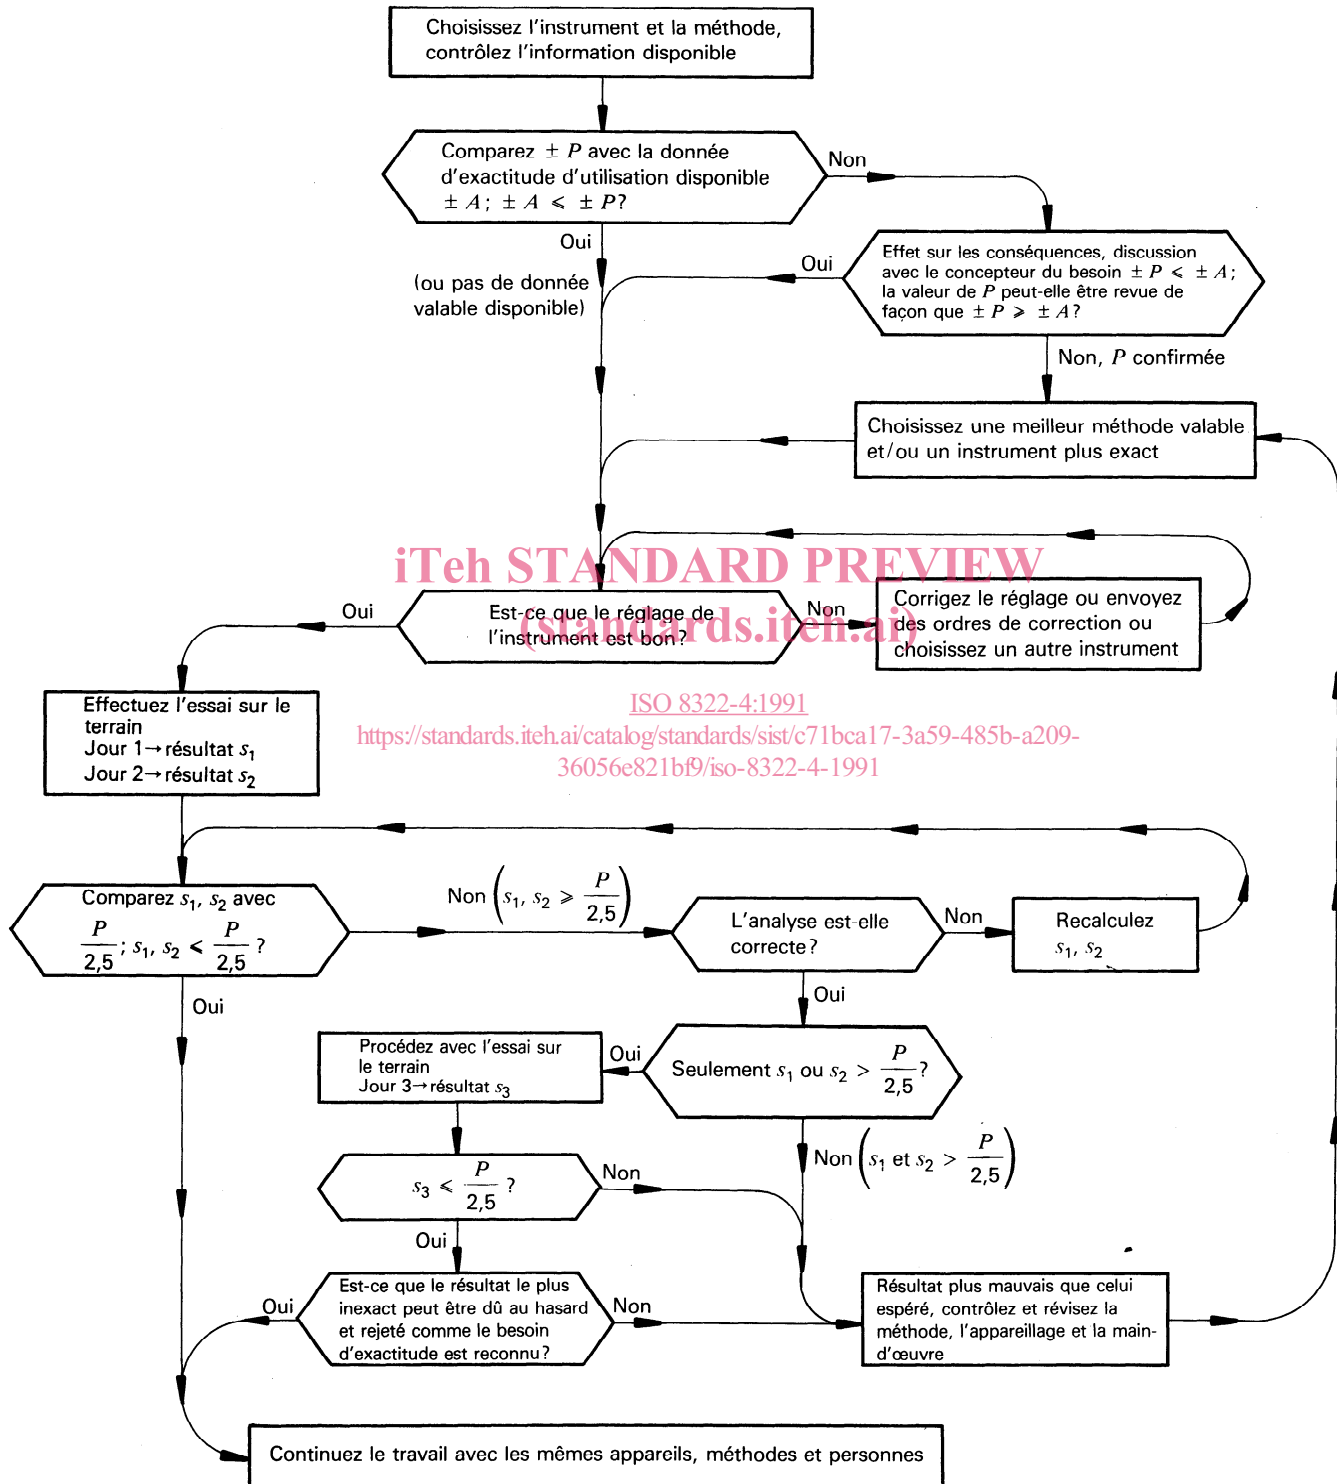 Choisissez l'instrument et la méthode,
contrôlez l'information disponible
Comparez ± P avec la donnée
d'exactitude d'utilisation disponible
± A; ± A ⩽ ± P?
Non
Oui
(ou pas de donnée
valable disponible)
Effet sur les conséquences, discussion
avec le concepteur du besoin ± P ⩽ ± A;
la valeur de P peut-elle être revue de
façon que ± P ⩾ ± A?
Oui
Non, P confirmée
Choisissez une meilleur méthode valable
et/ou un instrument plus exact
iTeh STANDARD PREVIEW
(standards.iteh.ai)
Est-ce que le réglage de
l'instrument est bon?
Oui
Non
Corrigez le réglage ou envoyez
des ordres de correction ou
choisissez un autre instrument
ISO 8322-4:1991
https://standards.iteh.ai/catalog/standards/sist/c71bca17-3a59-485b-a209-
36056e821bf9/iso-8322-4-1991
Effectuez l'essai sur le
terrain
Jour 1→résultat s₁
Jour 2→résultat s₂
Comparez s₁, s₂ avec
P/2,5; s₁, s₂ ⩽ P/2,5 ?
Non (s₁, s₂ ⩾ P/2,5)
L'analyse est-elle
correcte?
Non
Recalculez
s₁, s₂
Oui
Oui
Seulement s₁ ou s₂ > P/2,5?
Oui
Procédez avec l'essai sur
le terrain
Jour 3→résultat s₃
Non (s₁ et s₂ > P/2,5)
s₃ ⩽ P/2,5 ?
Non
Oui
Est-ce que le résultat le plus
inexact peut être dû au hasard
et rejeté comme le besoin
d'exactitude est reconnu?
Oui
Non
Résultat plus mauvais que celui
espéré, contrôlez et révisez la
méthode, l'appareillage et la main-
d'œuvre
Continuez le travail avec les mêmes appareils, méthodes et personnes